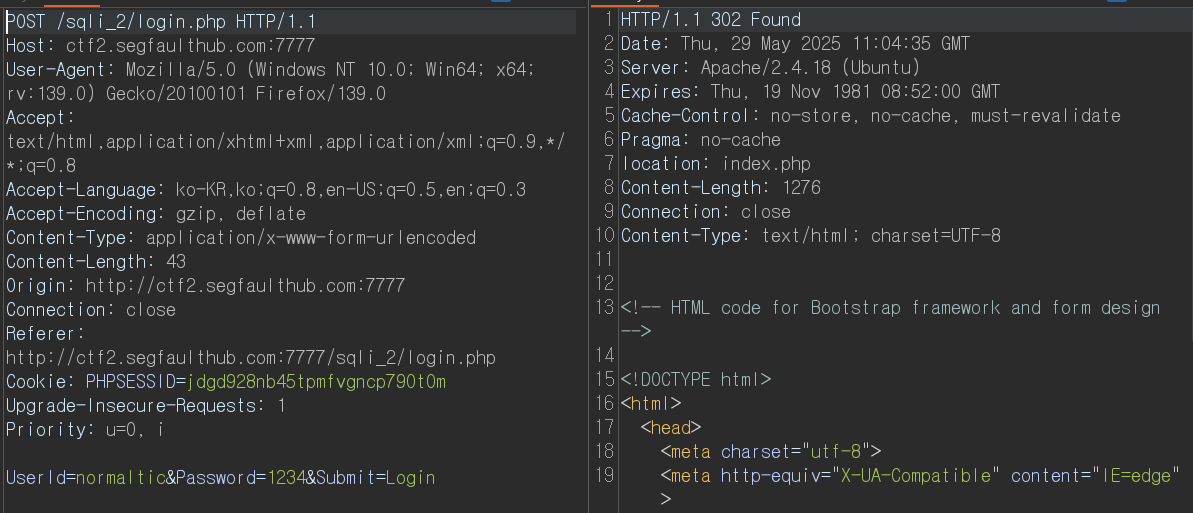 POST /sqli_2/login.php HTTP/1.1
Host: ctf2.segfaulthub.com:7777
User-Agent: Mozilla/5.0 (Windows NT 10.0; Win64; x64;
rv:139.0) Gecko/20100101 Firefox/139.0
Accept:
text/html,application/xhtml+xml,application/xml;q=0.9,*/
*;q=0.8
Accept-Language: ko-KR,ko;q=0.8,en-US;q=0.5,en;q=0.3
Accept-Encoding: gzip, deflate
Content-Type: application/x-www-form-urlencoded
Content-Length: 43
Origin: http://ctf2.segfaulthub.com:7777
Connection: close
Referer:
http://ctf2.segfaulthub.com:7777/sqli_2/login.php
Cookie: PHPSESSID=jdgd928nb45tpmfvgncp790t0m
Upgrade-Insecure-Requests: 1
Priority: u=0, i
UserId=normaltic&Password=1234&Submit=Login
1 HTTP/1.1 302 Found
2 Date: Thu, 29 May 2025 11:04:35 GMT
3 Server: Apache/2.4.18 (Ubuntu)
4 Expires: Thu, 19 Nov 1981 08:52:00 GMT
5 Cache-Control: no-store, no-cache, must-revalidate
6 Pragma: no-cache
7 location: index.php
8 Content-Length: 1276
9 Connection: close
10 Content-Type: text/html; charset=UTF-8
11
12
13 <!-- HTML code for Bootstrap framework and form design
-->
14
15 <!DOCTYPE html>
16 <html>
17 <head>
18 <meta charset="utf-8">
19 <meta http-equiv="X-UA-Compatible" content="IE=edge"
>